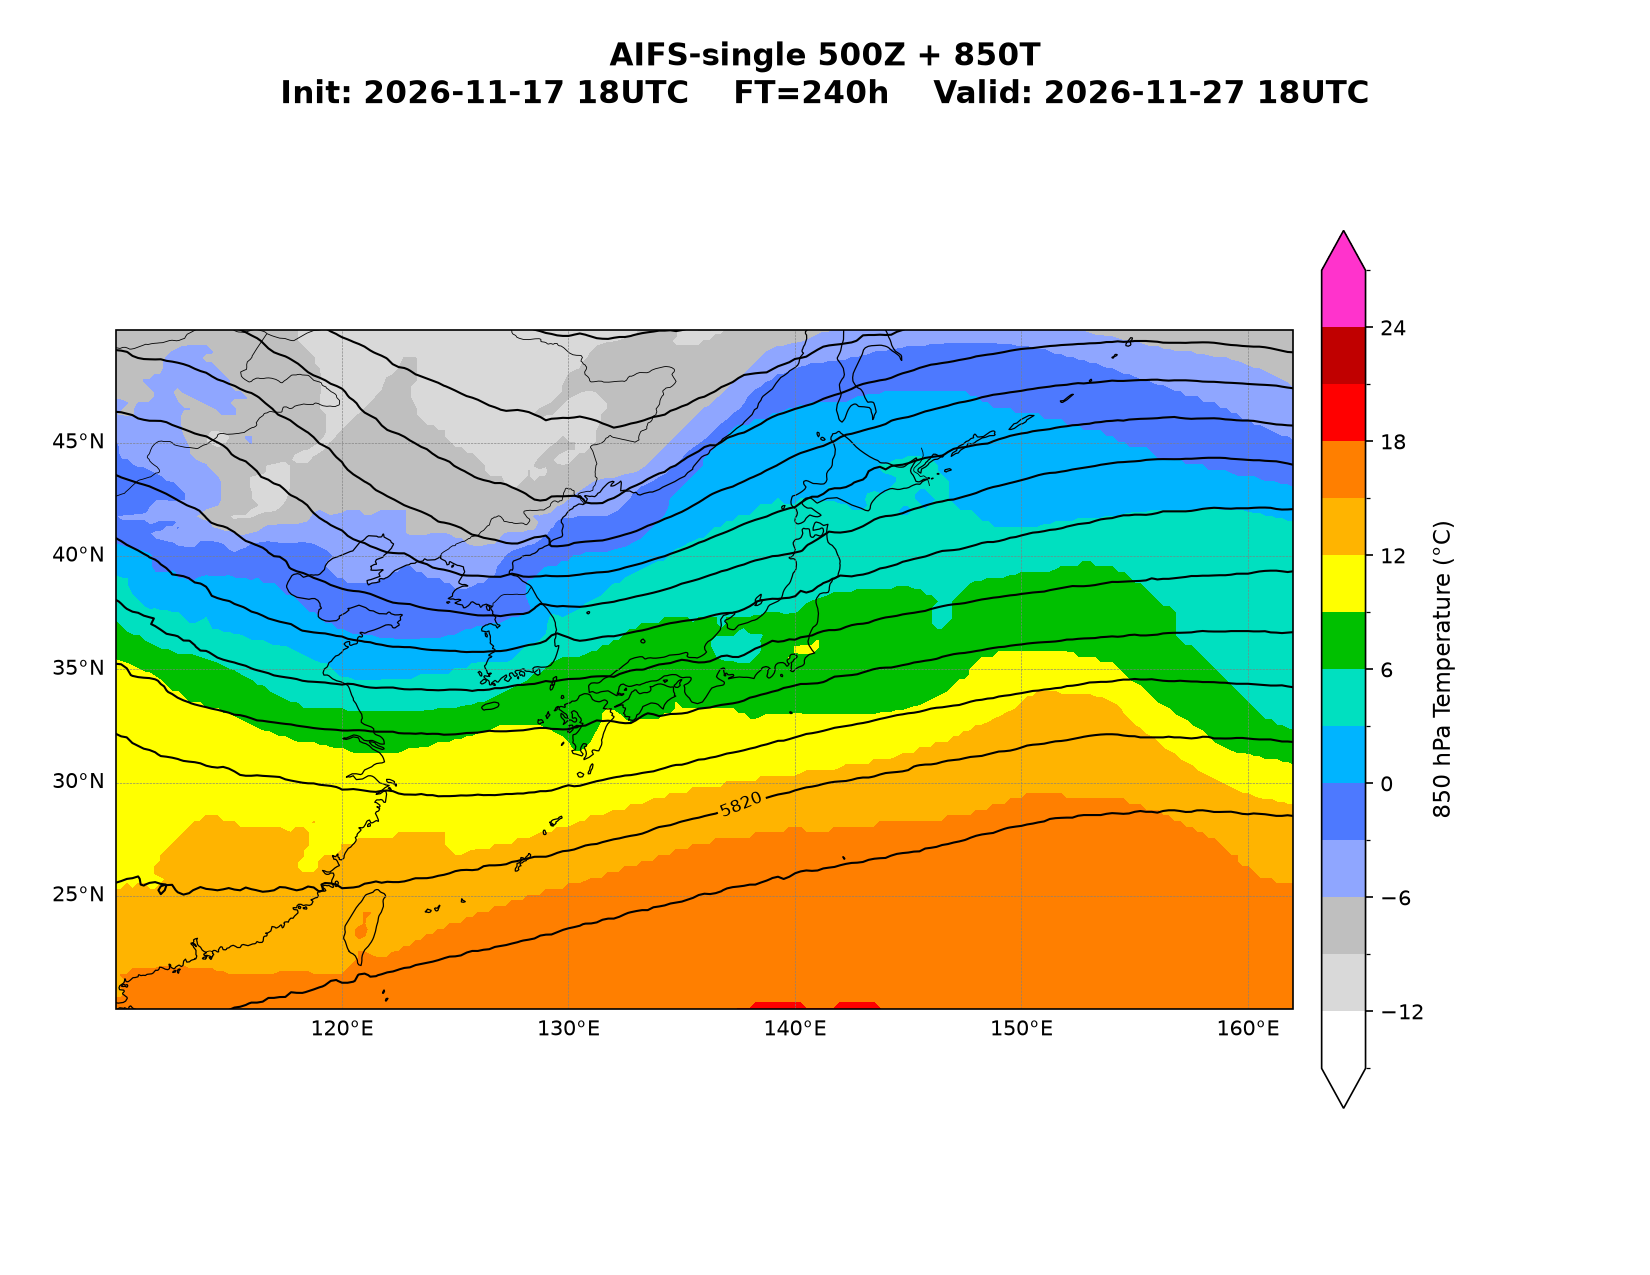 AIFS-single 500Z + 850T
Init: 2026-11-17 18UTC    FT=240h    Valid: 2026-11-27 18UTC
45°N
40°N
35°N
30°N
25°N
120°E
130°E
140°E
150°E
160°E
5820
24
18
12
6
0
−6
−12
850 hPa Temperature (°C)